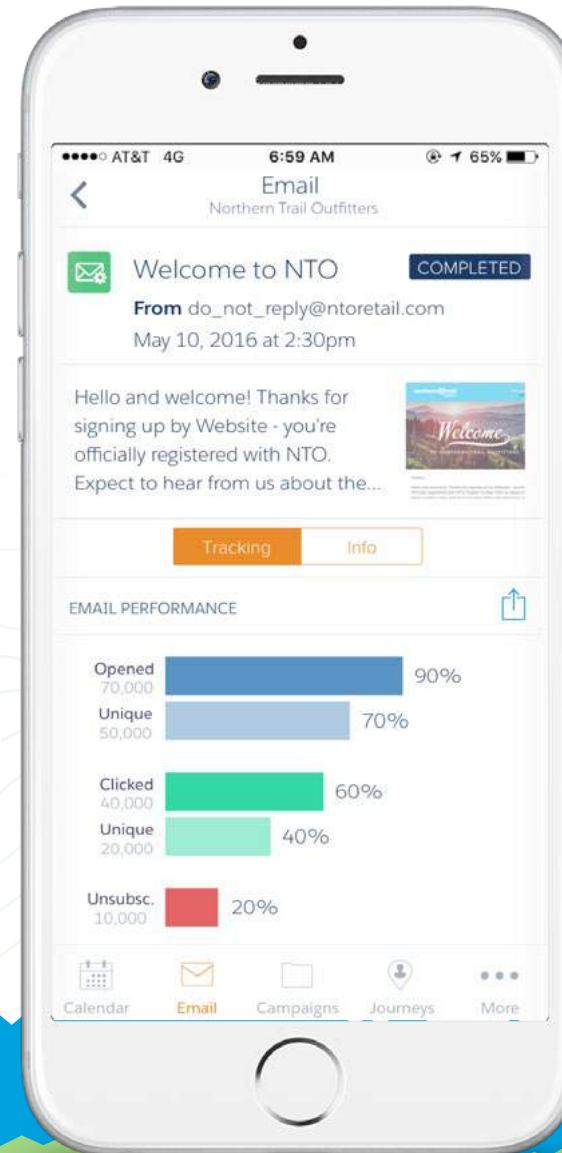 AT&T 4G 6:59 AM 65%
Email
Northern Trail Outfitters
Welcome to NTO COMPLETED
From do_not_reply@ntoretail.com
May 10, 2016 at 2:30pm
Hello and welcome! Thanks for
signing up by Website - you're
officially registered with NTO.
Expect to hear from us about the...
Welcome
Tracking Info
EMAIL PERFORMANCE
Opened 90%
70,000
Unique 70%
50,000
Clicked 60%
40,000
Unique 40%
20,000
Unsubsc. 20%
10,000
Calendar Email Campaigns Journeys More